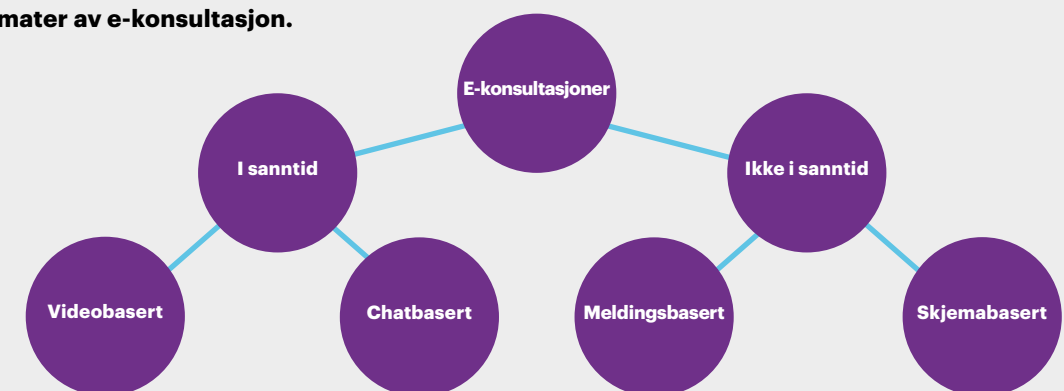 mater av e-konsultasjon.
E-konsultasjoner
I sanntid
Ikke i sanntid
Videobasert
Chatbasert
Meldingsbasert
Skjemabasert